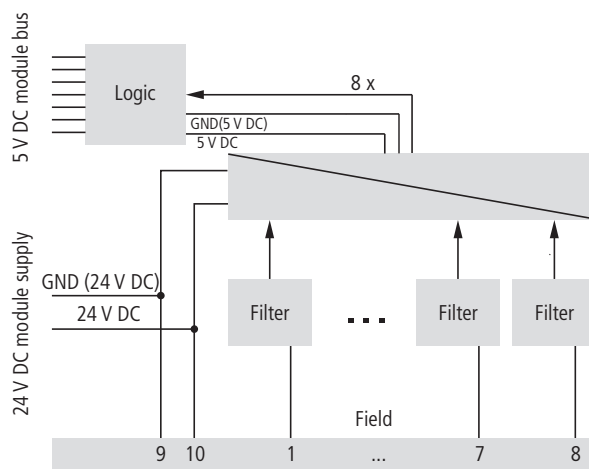 5 V DC module bus
Logic
8 x
GND(5 V DC)
5 V DC
24 V DC module supply
GND (24 V DC)
24 V DC
Filter
...
Filter
Filter
Field
9 10 1 ... 7 8